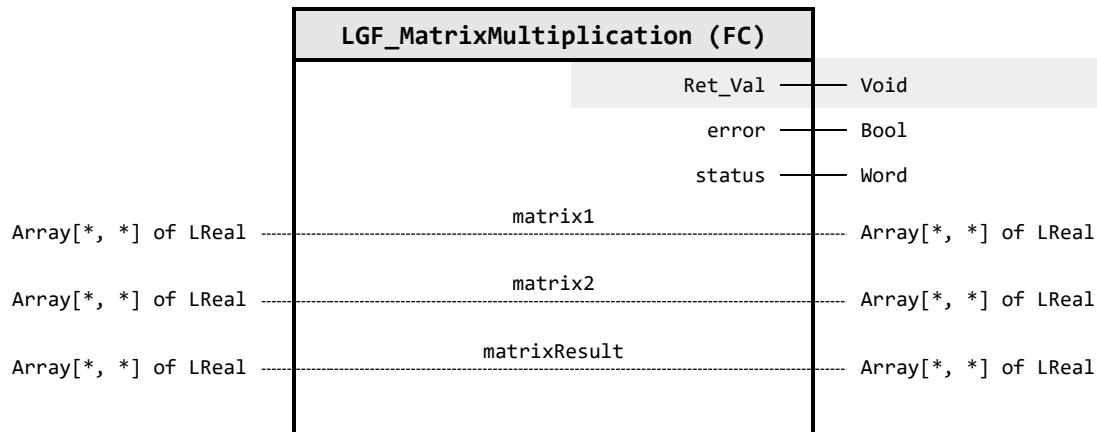 LGF_MatrixMultiplication (FC)
Ret_Val Void
error Bool
status Word
matrix1
Array[*, *] of LReal Array[*, *] of LReal
matrix2
Array[*, *] of LReal Array[*, *] of LReal
matrixResult
Array[*, *] of LReal Array[*, *] of LReal